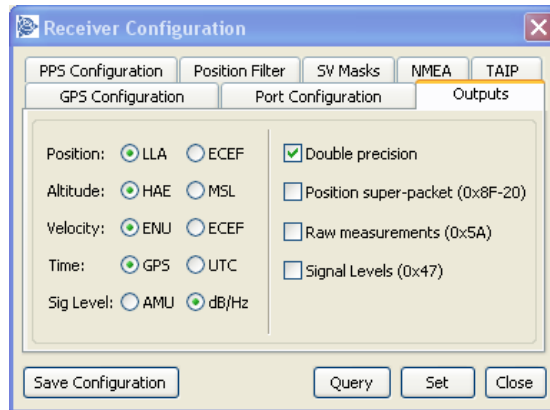 Receiver Configuration
PPS Configuration Position Filter SV Masks NMEA TAIP
GPS Configuration Port Configuration Outputs
Position: LLA ECEF
Altitude: HAE MSL
Velocity: ENU ECEF
Time: GPS UTC
Sig Level: AMU dB/Hz
Double precision
Position super-packet (0x8F-20)
Raw measurements (0x5A)
Signal Levels (0x47)
Save Configuration Query Set Close